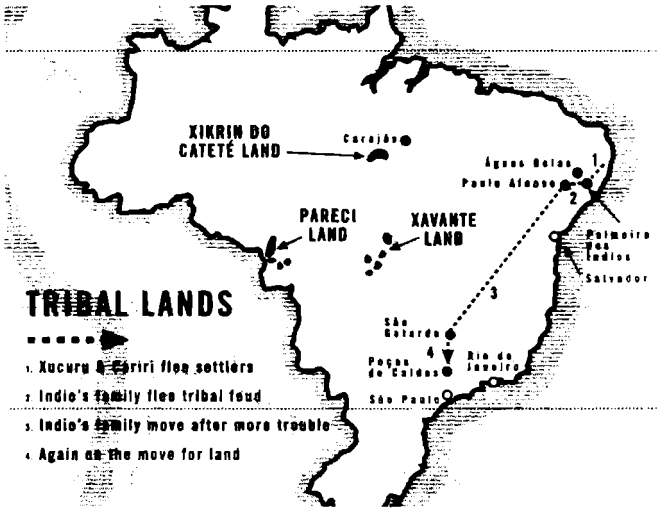 XIKRIN DO
CATETÉ LAND
Carajás
Águas Belas
1
Paulo Afonso
2
PARECI
LAND
XAVANTE
LAND
Palmeira
dos
Indios
Salvador
TRIBAL LANDS
3
São
Gotardo
4
Poços
de Caldas
Rio de
Janeiro
São Paulo
1. Xucuru & Cariri flee settlers
2. Indio's family flee tribal feud
3. Indio's family move after more trouble
4. Again on the move for land